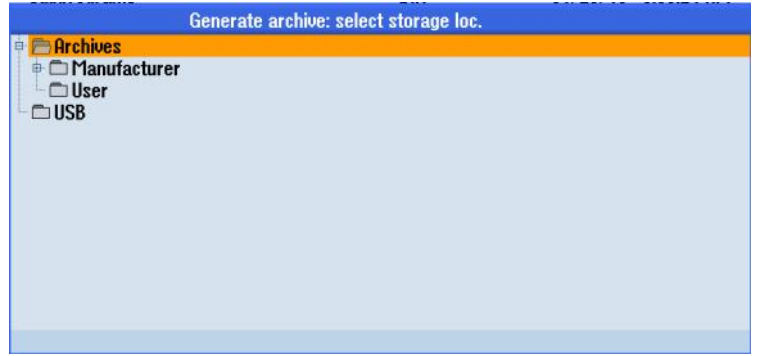 Generate archive: select storage loc.
Archives
Manufacturer
User
USB